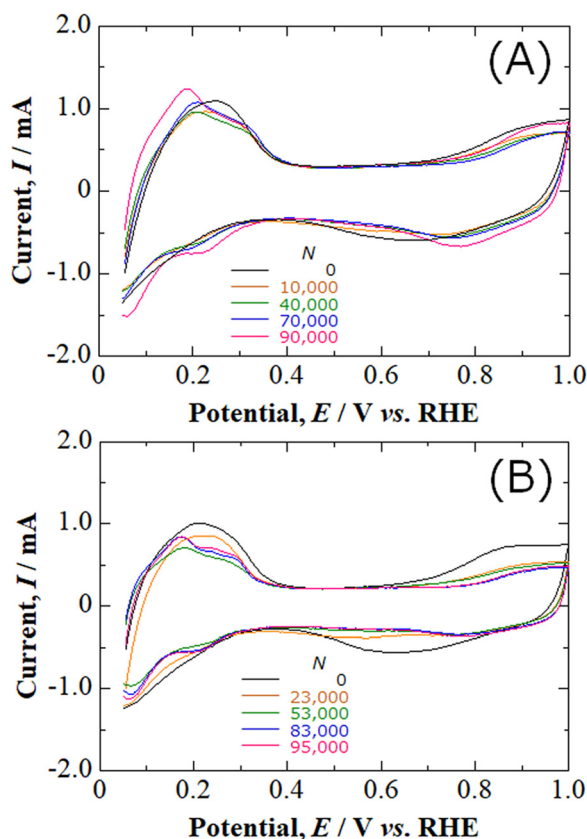 2.0
(A)
1.0
0
-1.0
-2.0
Current, I / mA
N
0
10,000
40,000
70,000
90,000
0 0.2 0.4 0.6 0.8 1.0
Potential, E / V vs. RHE
2.0
(B)
1.0
0
-1.0
-2.0
Current, I / mA
N
0
23,000
53,000
83,000
95,000
0 0.2 0.4 0.6 0.8 1.0
Potential, E / V vs. RHE